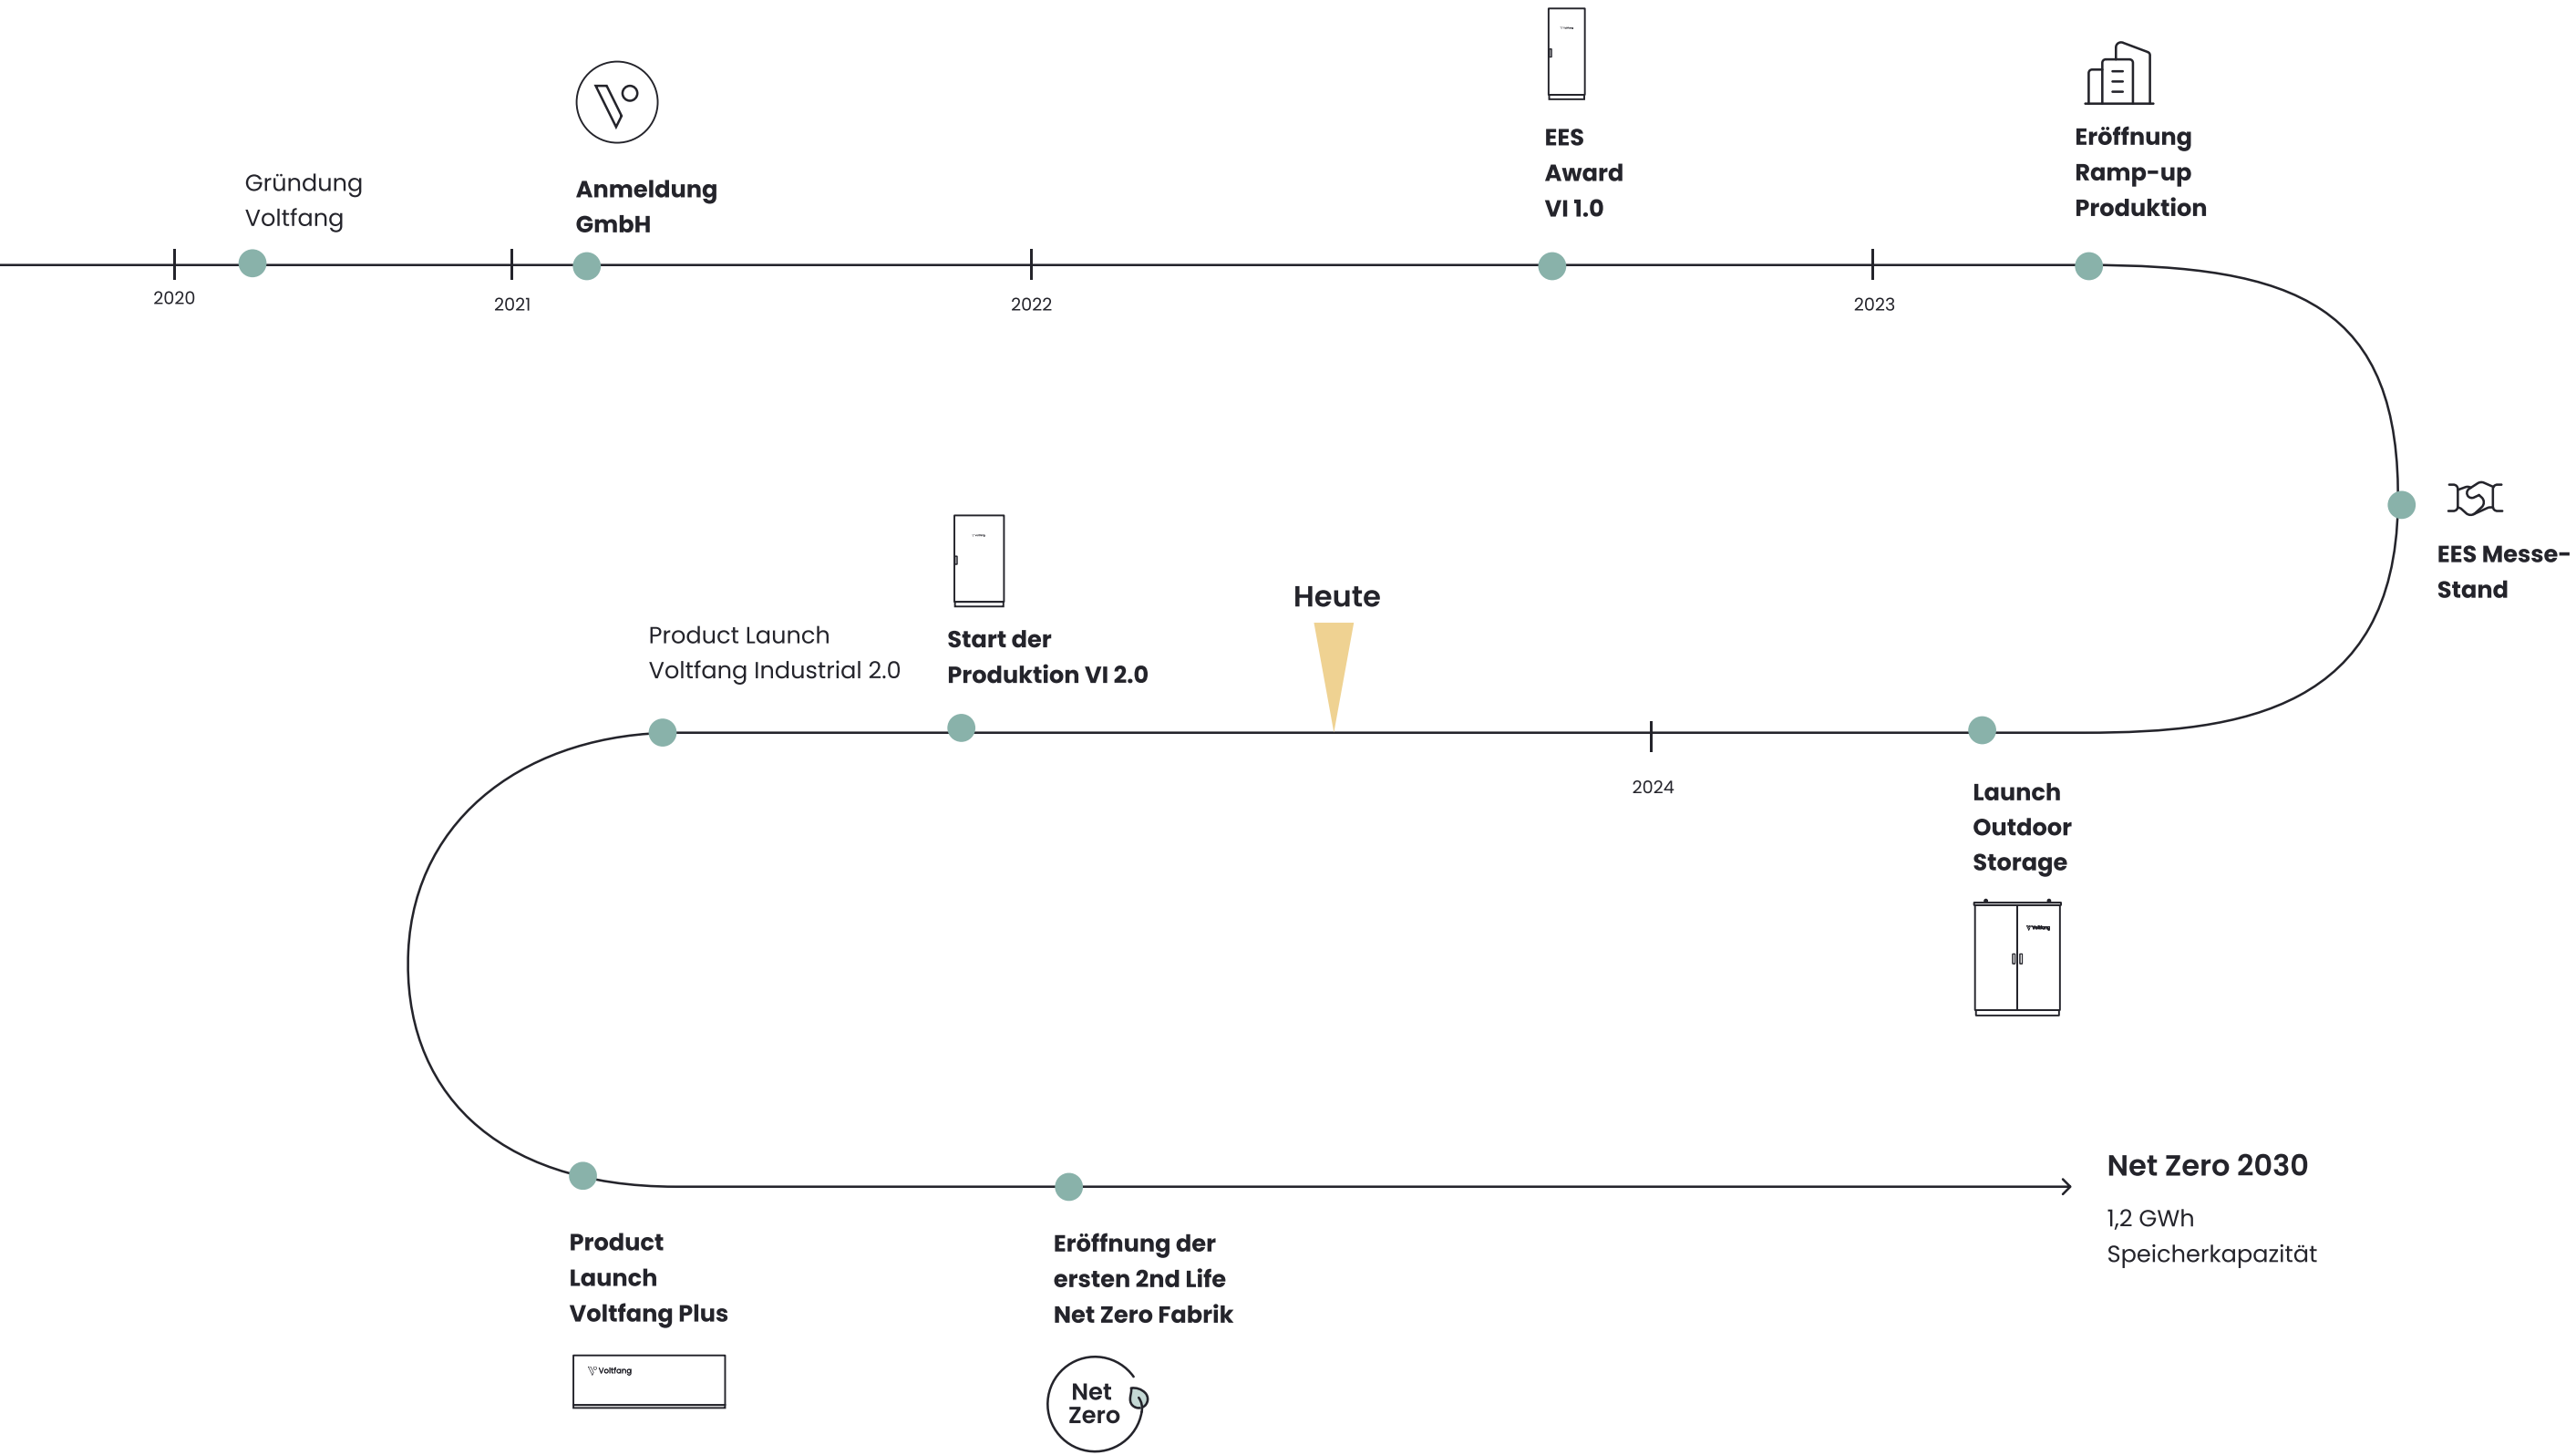 Gründung
Voltfang
Anmeldung
GmbH
EES
Award
VI 1.0
Eröffnung
Ramp-up
Produktion
2020
2021
2022
2023
EES Messe-
Stand
Heute
Product Launch
Voltfang Industrial 2.0
Start der
Produktion VI 2.0
2024
Launch
Outdoor
Storage
Voltfang
Product
Launch
Voltfang Plus
Voltfang
Eröffnung der
ersten 2nd Life
Net Zero Fabrik
Net
Zero
Net Zero 2030
1,2 GWh
Speicherkapazität